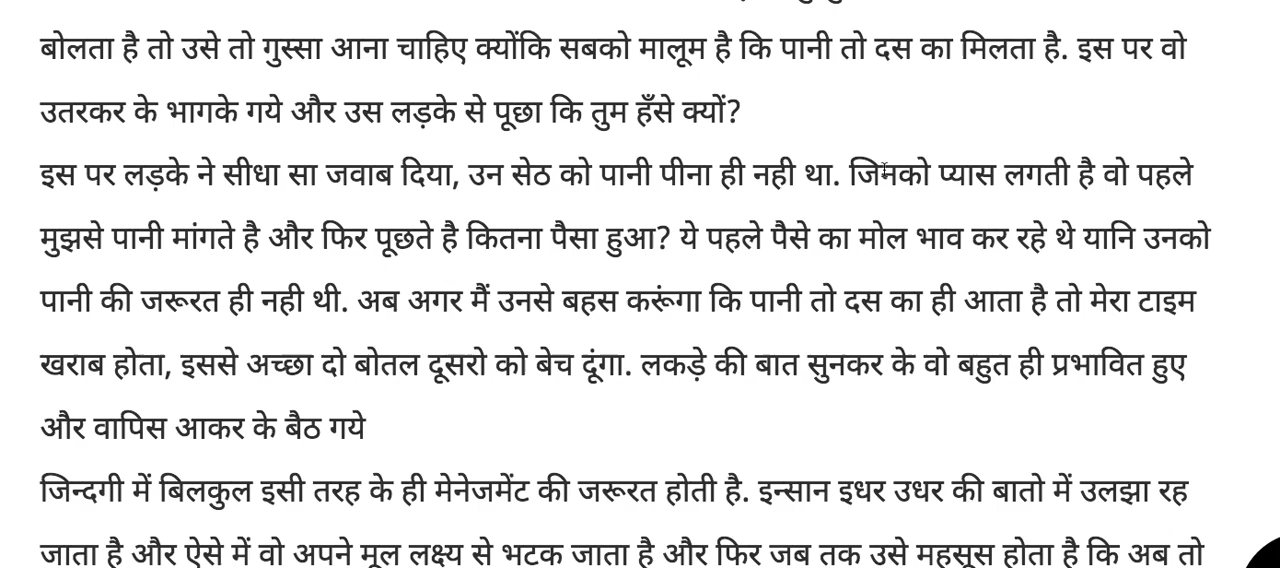 बोलता है तो उसे तो गुस्सा आना चाहिए क्योंकि सबको मालूम है कि पानी तो दस का मिलता है. इस पर वो
उतरकर के भागके गये और उस लड़के से पूछा कि तुम हँसे क्यों?
इस पर लड़के ने सीधा सा जवाब दिया, उन सेठ को पानी पीना ही नही था. जिनको प्यास लगती है वो पहले
मुझसे पानी मांगते है और फिर पूछते है कितना पैसा हुआ? ये पहले पैसे का मोल भाव कर रहे थे यानि उनको
पानी की जरूरत ही नही थी. अब अगर मैं उनसे बहस करूंगा कि पानी तो दस का ही आता है तो मेरा टाइम
खराब होता, इससे अच्छा दो बोतल दूसरो को बेच दूंगा. लकड़े की बात सुनकर के वो बहुत ही प्रभावित हुए
और वापिस आकर के बैठ गये
जिन्दगी में बिलकुल इसी तरह के ही मेनेजमेंट की जरूरत होती है. इन्सान इधर उधर की बातो में उलझा रह
जाता है और ऐसे में वो अपने मूल लक्ष्य से भटक जाता है और फिर जब तक उसे महसूस होता है कि अब तो